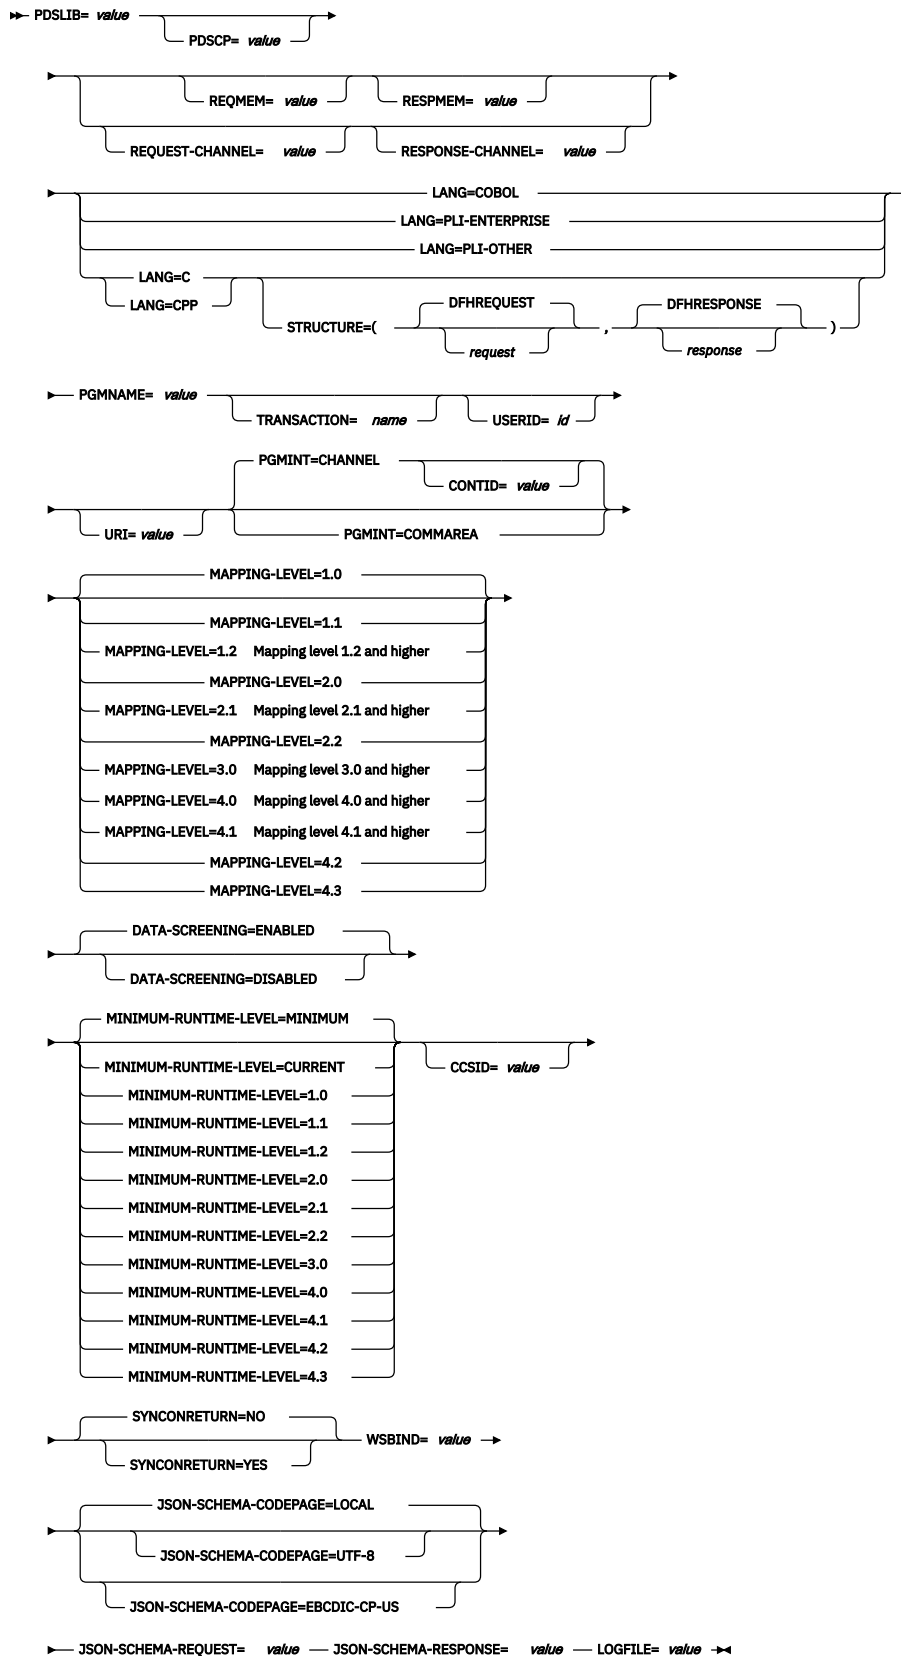 PDSLIB= value
PDSCP= value
REQMEM= value RESPMEM= value
REQUEST-CHANNEL= value RESPONSE-CHANNEL= value
LANG=COBOL
LANG=PLI-ENTERPRISE
LANG=PLI-OTHER
LANG=C
LANG=CPP
DFHREQUEST DFHRESPONSE
STRUCTURE=( , )
request response
PGMNAME= value
TRANSACTION= name USERID= id
PGMINT=CHANNEL
CONTID= value
URI= value PGMINT=COMMAREA
MAPPING-LEVEL=1.0
MAPPING-LEVEL=1.1
MAPPING-LEVEL=1.2 Mapping level 1.2 and higher
MAPPING-LEVEL=2.0
MAPPING-LEVEL=2.1 Mapping level 2.1 and higher
MAPPING-LEVEL=2.2
MAPPING-LEVEL=3.0 Mapping level 3.0 and higher
MAPPING-LEVEL=4.0 Mapping level 4.0 and higher
MAPPING-LEVEL=4.1 Mapping level 4.1 and higher
MAPPING-LEVEL=4.2
MAPPING-LEVEL=4.3
DATA-SCREENING=ENABLED
DATA-SCREENING=DISABLED
MINIMUM-RUNTIME-LEVEL=MINIMUM
MINIMUM-RUNTIME-LEVEL=CURRENT CCSID= value
MINIMUM-RUNTIME-LEVEL=1.0
MINIMUM-RUNTIME-LEVEL=1.1
MINIMUM-RUNTIME-LEVEL=1.2
MINIMUM-RUNTIME-LEVEL=2.0
MINIMUM-RUNTIME-LEVEL=2.1
MINIMUM-RUNTIME-LEVEL=2.2
MINIMUM-RUNTIME-LEVEL=3.0
MINIMUM-RUNTIME-LEVEL=4.0
MINIMUM-RUNTIME-LEVEL=4.1
MINIMUM-RUNTIME-LEVEL=4.2
MINIMUM-RUNTIME-LEVEL=4.3
SYNCONRETURN=NO
WSBIND= value
SYNCONRETURN=YES
JSON-SCHEMA-CODEPAGE=LOCAL
JSON-SCHEMA-CODEPAGE=UTF-8
JSON-SCHEMA-CODEPAGE=EBCDIC-CP-US
JSON-SCHEMA-REQUEST= value JSON-SCHEMA-RESPONSE= value LOGFILE= value